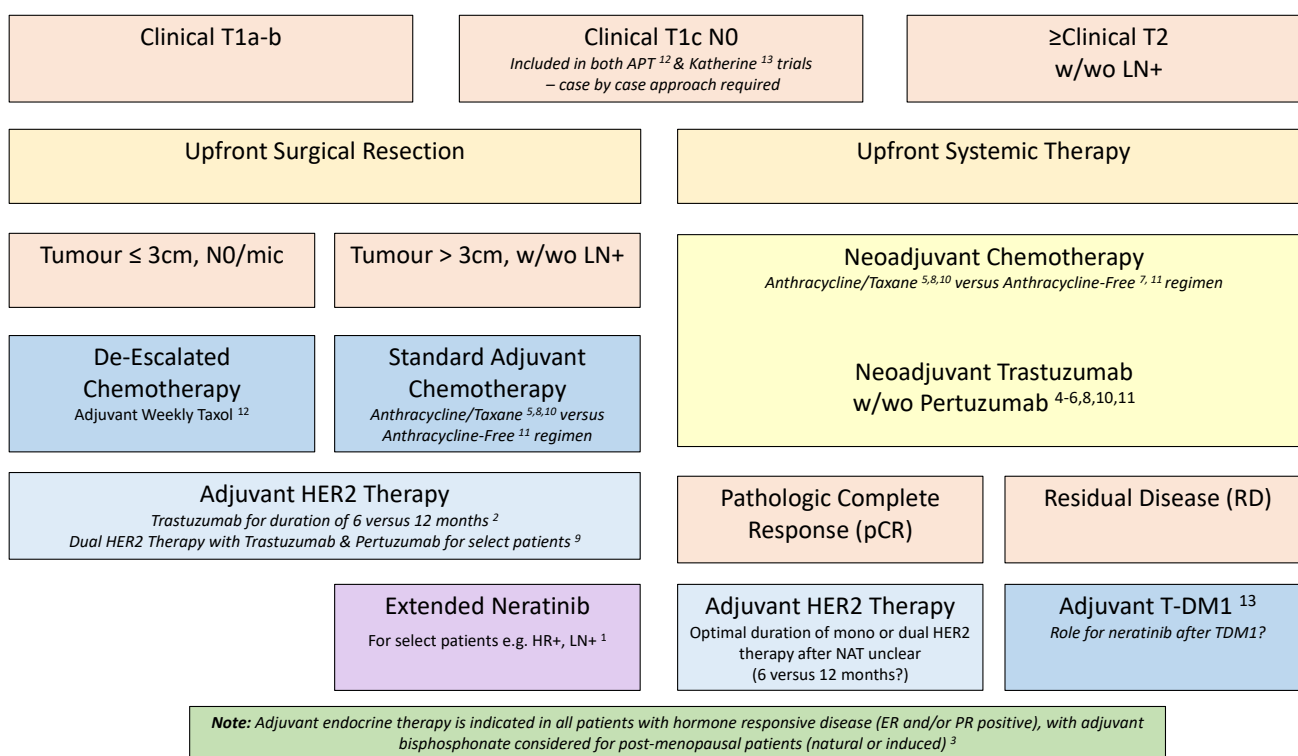 Clinical T1a-b
Clinical T1c N0
Included in both APT 12 & Katherine 13 trials
– case by case approach required
≥Clinical T2
w/wo LN+
Upfront Surgical Resection
Upfront Systemic Therapy
Tumour ≤ 3cm, N0/mic
Tumour > 3cm, w/wo LN+
Neoadjuvant Chemotherapy
Anthracycline/Taxane 5,8,10 versus Anthracycline-Free 7, 11 regimen
Neoadjuvant Trastuzumab
w/wo Pertuzumab 4-6,8,10,11
De-Escalated
Chemotherapy
Adjuvant Weekly Taxol 12
Standard Adjuvant
Chemotherapy
Anthracycline/Taxane 5,8,10 versus
Anthracycline-Free 11 regimen
Adjuvant HER2 Therapy
Trastuzumab for duration of 6 versus 12 months 2
Dual HER2 Therapy with Trastuzumab & Pertuzumab for select patients 9
Pathologic Complete
Response (pCR)
Residual Disease (RD)
Extended Neratinib
For select patients e.g. HR+, LN+ 1
Adjuvant HER2 Therapy
Optimal duration of mono or dual HER2
therapy after NAT unclear
(6 versus 12 months?)
Adjuvant T-DM1 13
Role for neratinib after TDM1?
Note: Adjuvant endocrine therapy is indicated in all patients with hormone responsive disease (ER and/or PR positive), with adjuvant
bisphosphonate considered for post-menopausal patients (natural or induced) 3